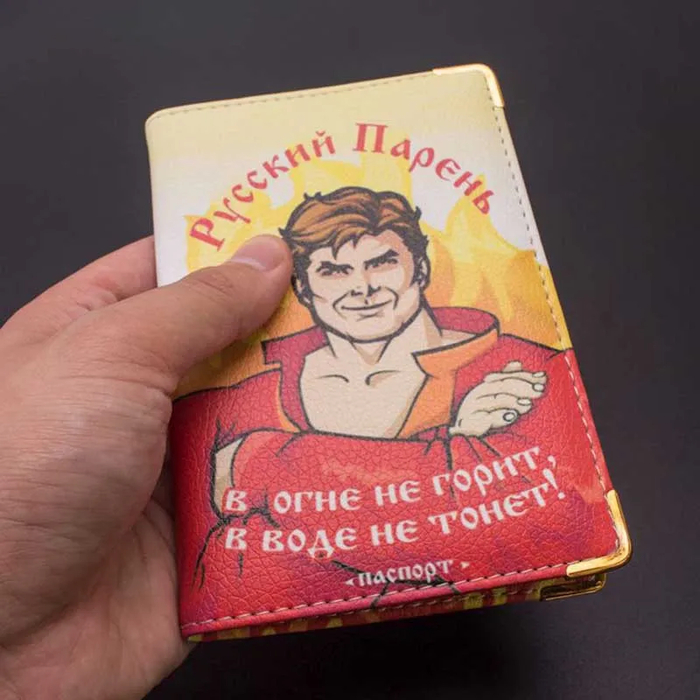 Русский Парень
в огне не горит,
в воде не тонет!
паспорт